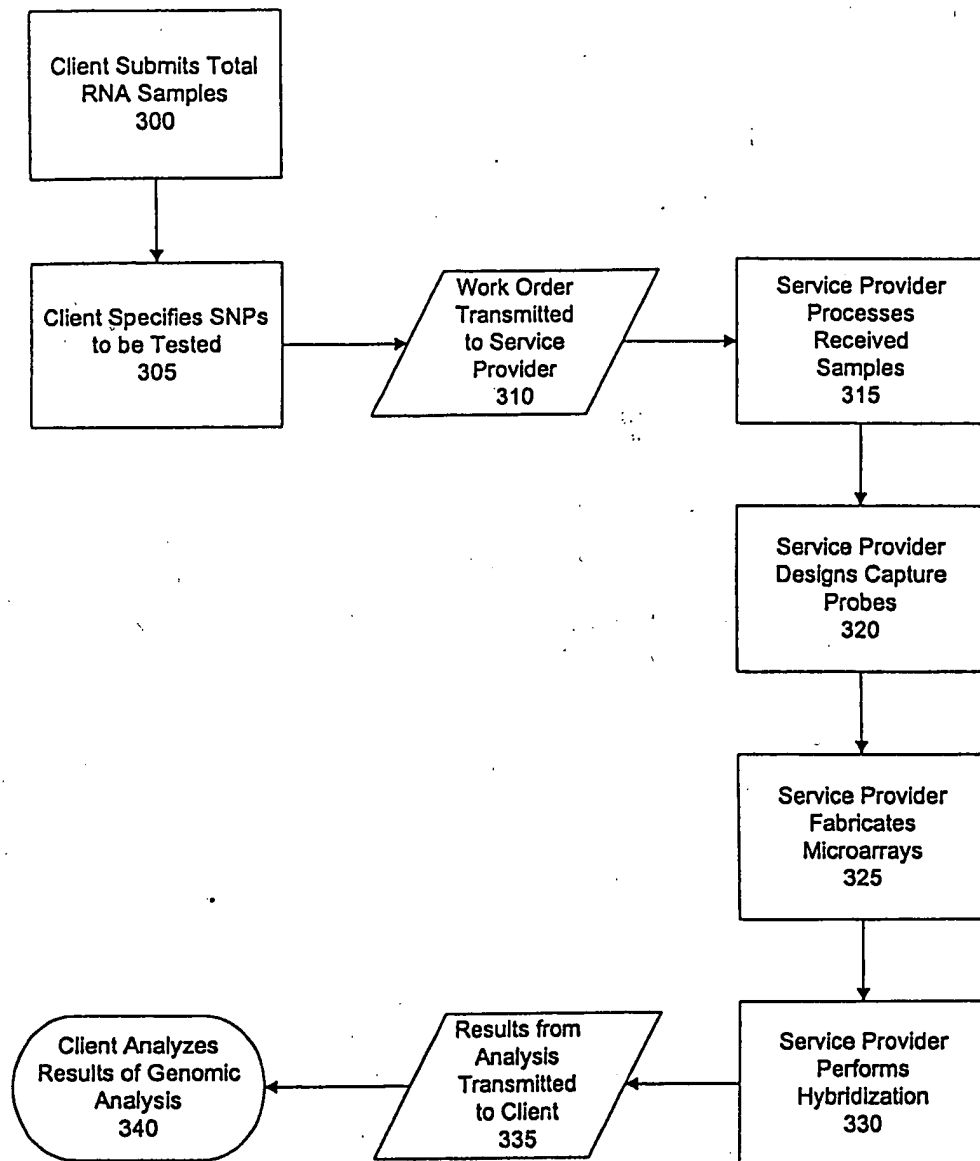 Client Submits Total
RNA Samples
300
Client Specifies SNPs
to be Tested
305
Work Order
Transmitted
to Service
Provider
310
Service Provider
Processes
Received
Samples
315
Service Provider
Designs Capture
Probes
320
Service Provider
Fabricates
Microarrays
325
Service Provider
Performs
Hybridization
330
Results from
Analysis
Transmitted
to Client
335
Client Analyzes
Results of Genomic
Analysis
340